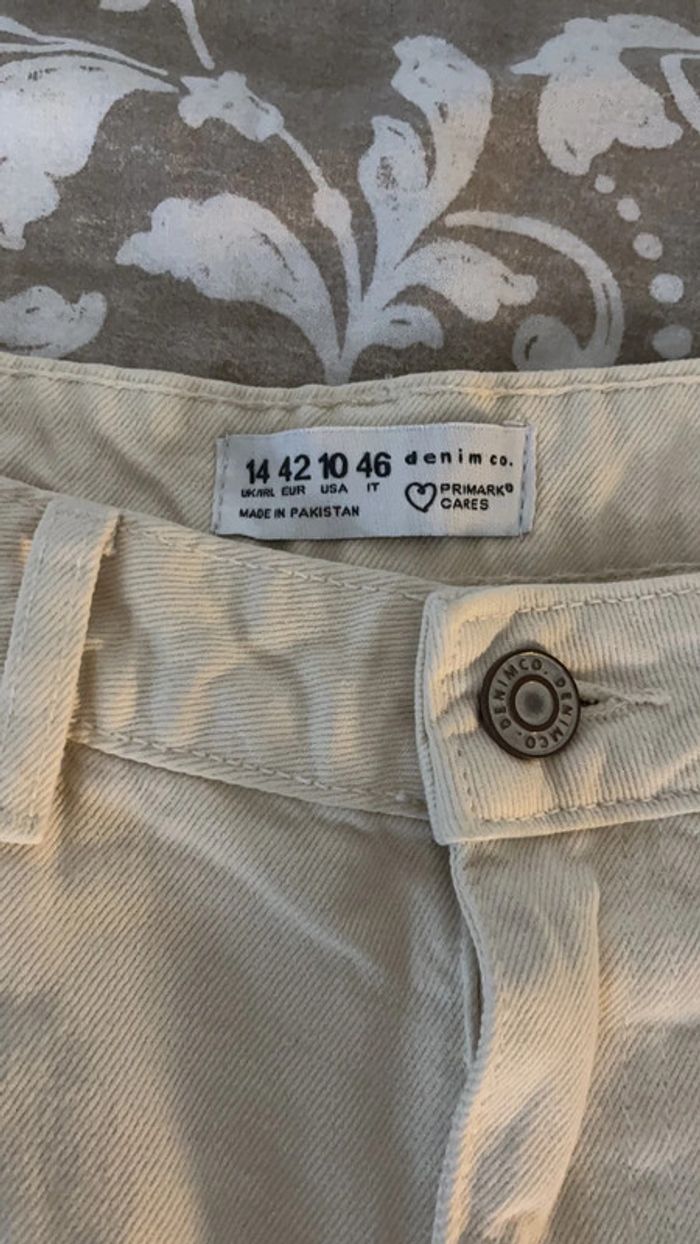 14 42 10 46 denim co.
UK/IRL EUR USA IT
PRIMARK®
CARES
MADE IN PAKISTAN
DENIMCO. DENIMCO.